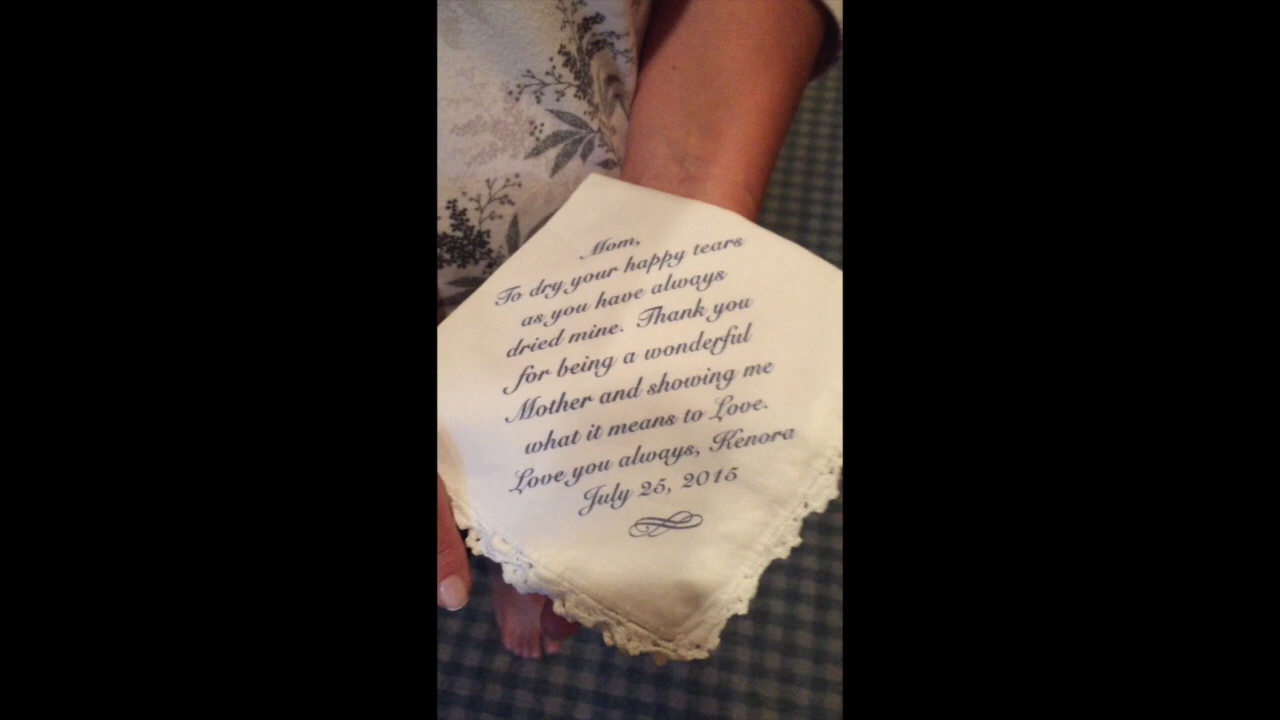 Mom,
To dry your happy tears
as you have always
dried mine. Thank you
for being a wonderful
Mother and showing me
what it means to Love.
Love you always, Kenora
July 25, 2015